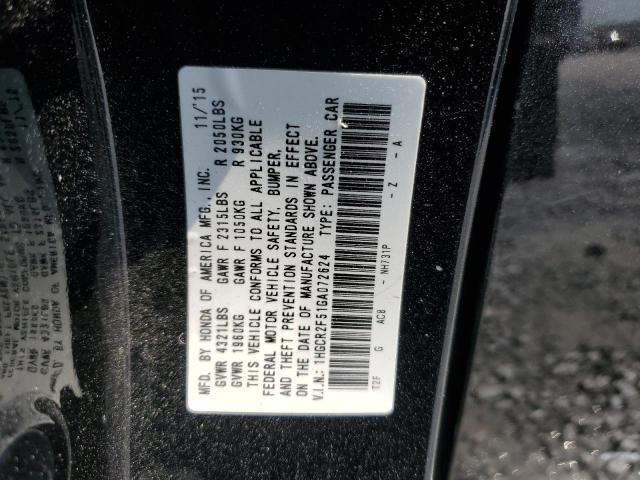 MFD. BY HONDA OF AMERICA MFG., INC. 11/15
GVWR 4321LBS GAWR F 2315LBS R 2050LBS
GVWR 1960KG GAWR F 1050KG R 930KG
THIS VEHICLE CONFORMS TO ALL APPLICABLE
FEDERAL MOTOR VEHICLE SAFETY, BUMPER,
AND THEFT PREVENTION STANDARDS IN EFFECT
ON THE DATE OF MANUFACTURE SHOWN ABOVE.
V.I.N.: 1HGCR2F51GA072624 TYPE: PASSENGER CAR
T2F G AC8 - NH731P - Z - A